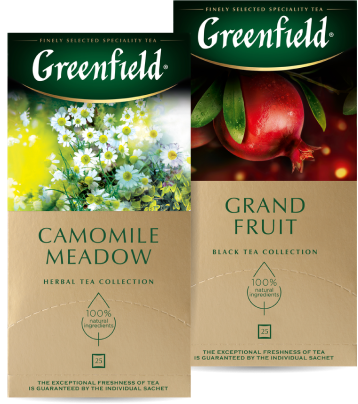 FINELY SELECTED SPECIALITY TEA
Greenfield®
CAMOMILE
MEADOW
HERBAL TEA COLLECTION
100%
natural
ingredients
25
THE EXCEPTIONAL FRESHNESS OF TEA
IS GUARANTEED BY THE INDIVIDUAL SACHET
FINELY SELECTED SPECIALITY TEA
Greenfield®
GRAND
FRUIT
BLACK TEA COLLECTION
100%
natural
ingredients
25
THE EXCEPTIONAL FRESHNESS OF TEA
IS GUARANTEED BY THE INDIVIDUAL SACHET